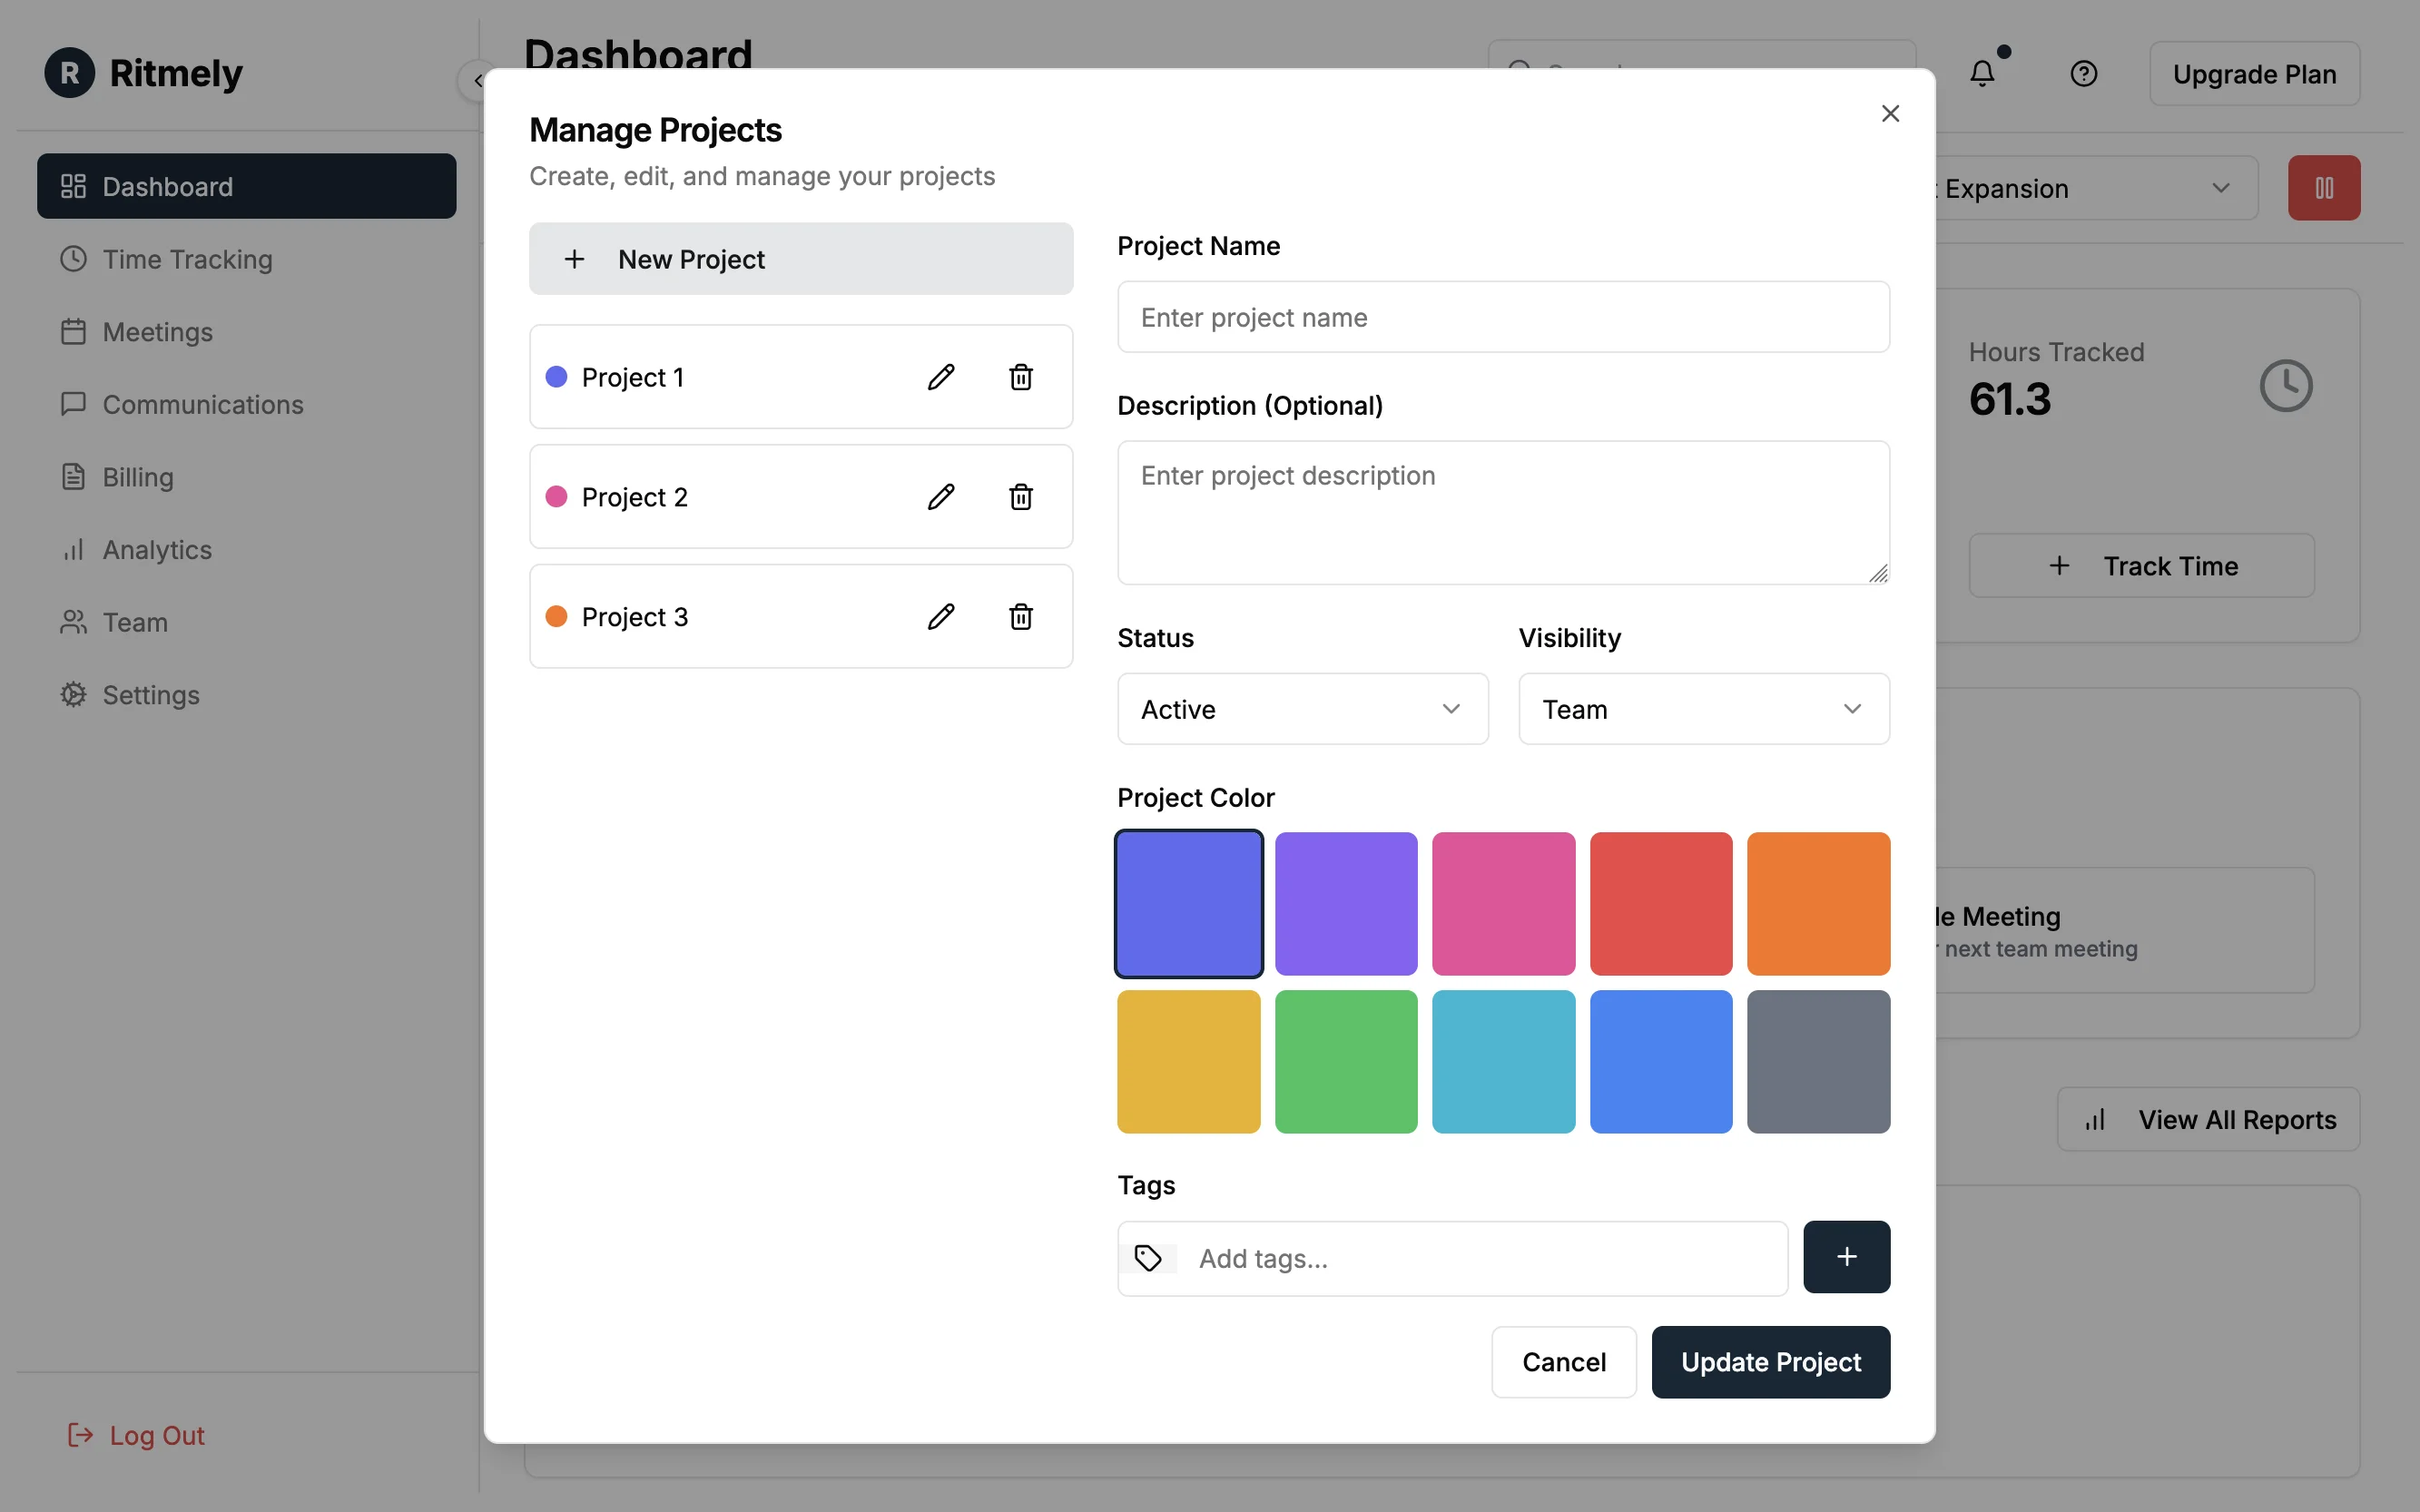 R Ritmely
Dashboard
Time Tracking
Meetings
Communications
Billing
Analytics
Team
Settings
Log Out
Dashboard
Upgrade Plan
Expansion
Hours Tracked
61.3
Track Time
Meeting
next team meeting
View All Reports
Manage Projects
Create, edit, and manage your projects
New Project
Project 1
Project 2
Project 3
Project Name
Enter project name
Description (Optional)
Enter project description
Status
Visibility
Active
Team
Project Color
Tags
Add tags...
Cancel
Update Project